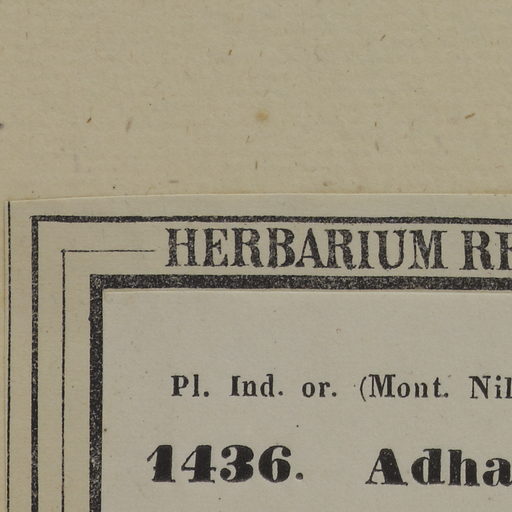 HERBARIUM RE
Pl. Ind. or. (Mont. Nil
1436. Adha